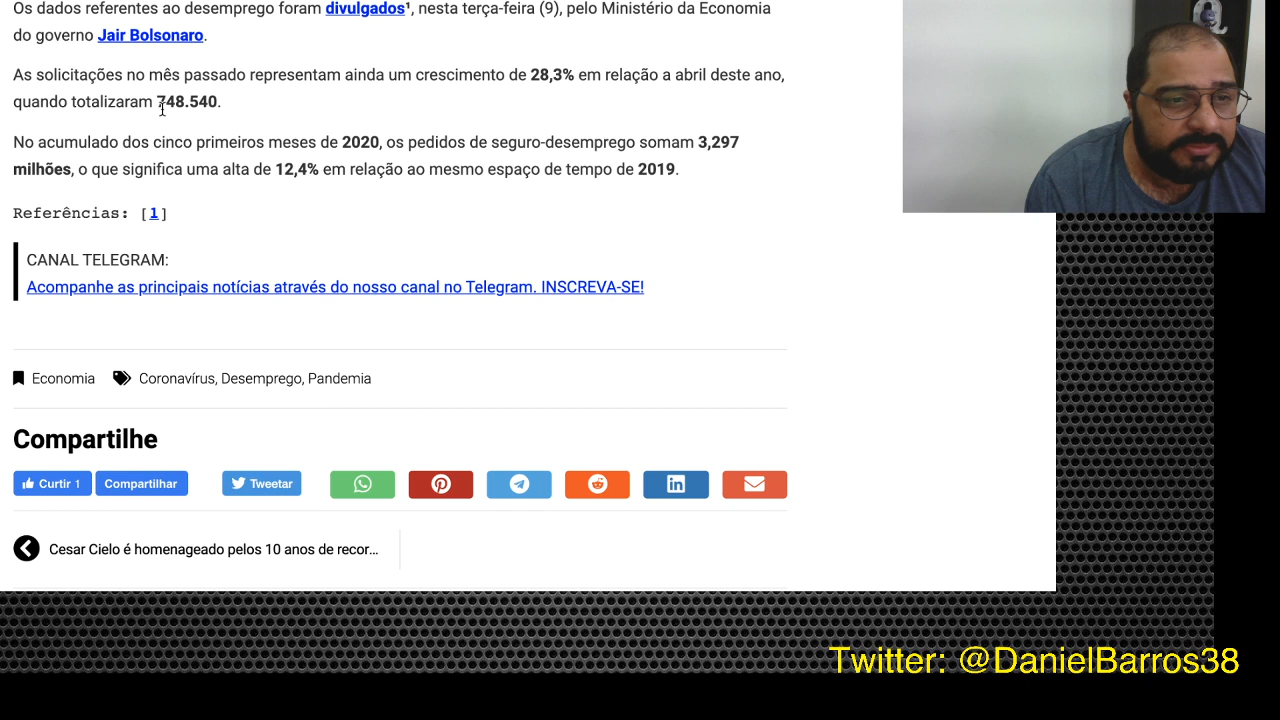 Os dados referentes ao desemprego foram divulgados¹, nesta terça-feira (9), pelo Ministério da Economia
do governo Jair Bolsonaro.
As solicitações no mês passado representam ainda um crescimento de 28,3% em relação a abril deste ano,
quando totalizaram 748.540.
No acumulado dos cinco primeiros meses de 2020, os pedidos de seguro-desemprego somam 3,297
milhões, o que significa uma alta de 12,4% em relação ao mesmo espaço de tempo de 2019.
Referências: [1]
CANAL TELEGRAM:
Acompanhe as principais notícias através do nosso canal no Telegram. INSCREVA-SE!
Economia Coronavírus, Desemprego, Pandemia
Compartilhe
Curtir 1 Compartilhar Tweetar
Cesar Cielo é homenageado pelos 10 anos de recor...
Twitter: @DanielBarros38